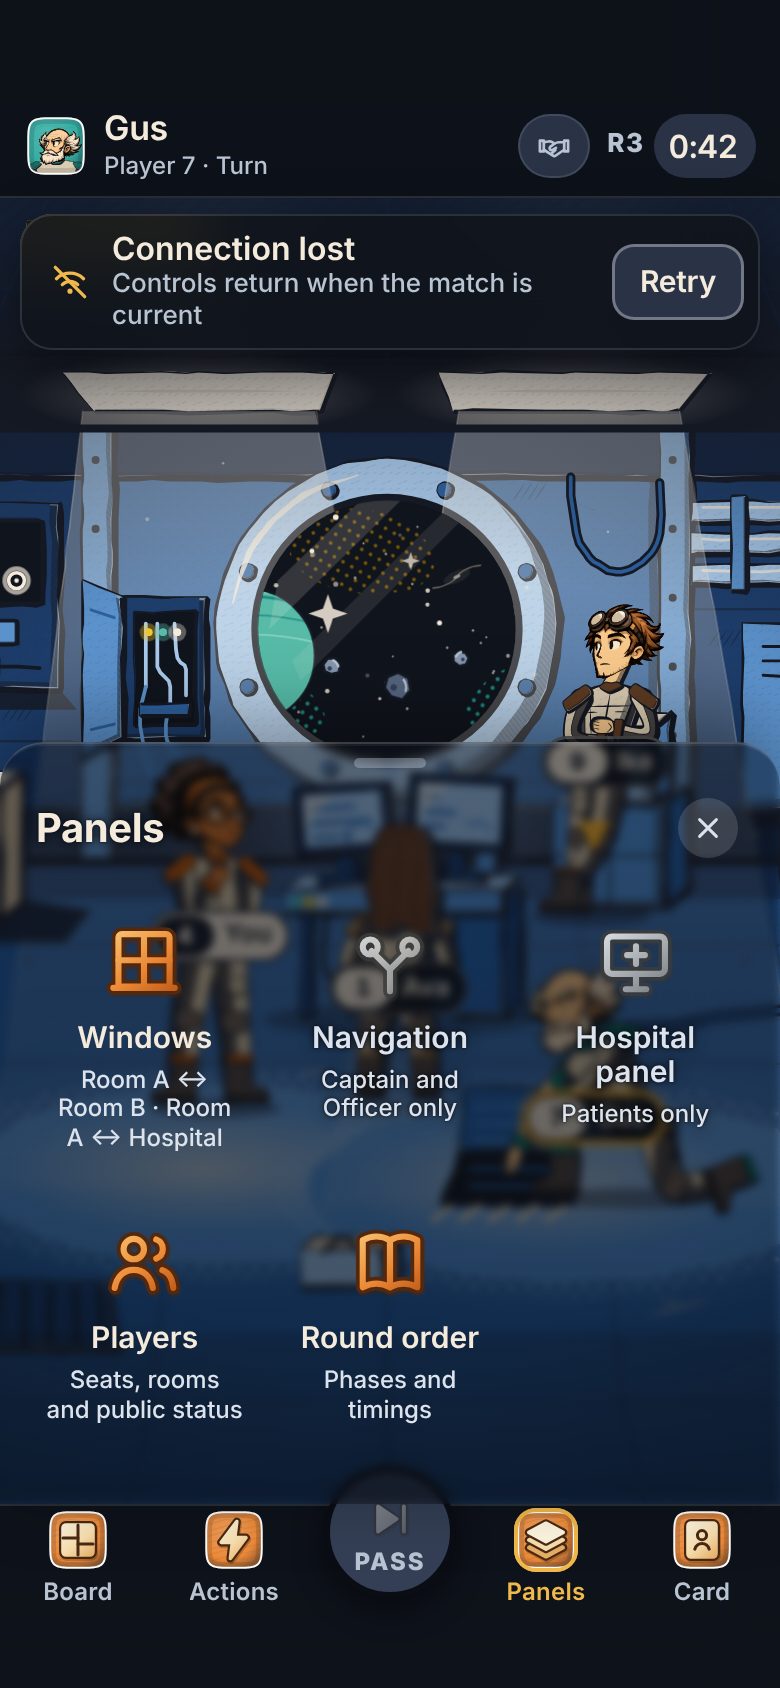 Gus
Player 7 · Turn
R3
0:42
Connection lost
Controls return when the match is
current
Retry
Panels
Windows
Room A ↔
Room B · Room
A ↔ Hospital
Navigation
Captain and
Officer only
Hospital
panel
Patients only
Players
Seats, rooms
and public status
Round order
Phases and
timings
Board
Actions
PASS
Panels
Card